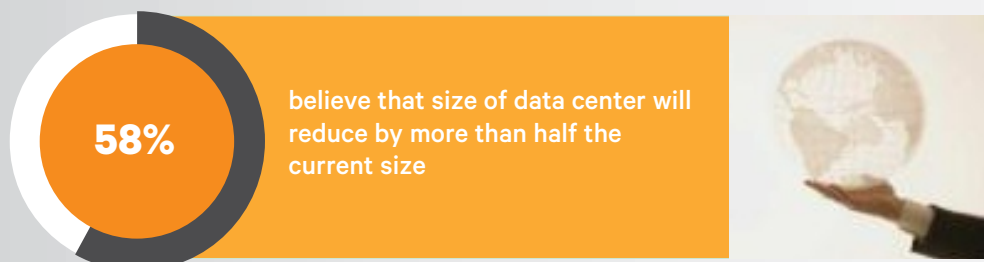 58%
believe that size of data center will
reduce by more than half the
current size